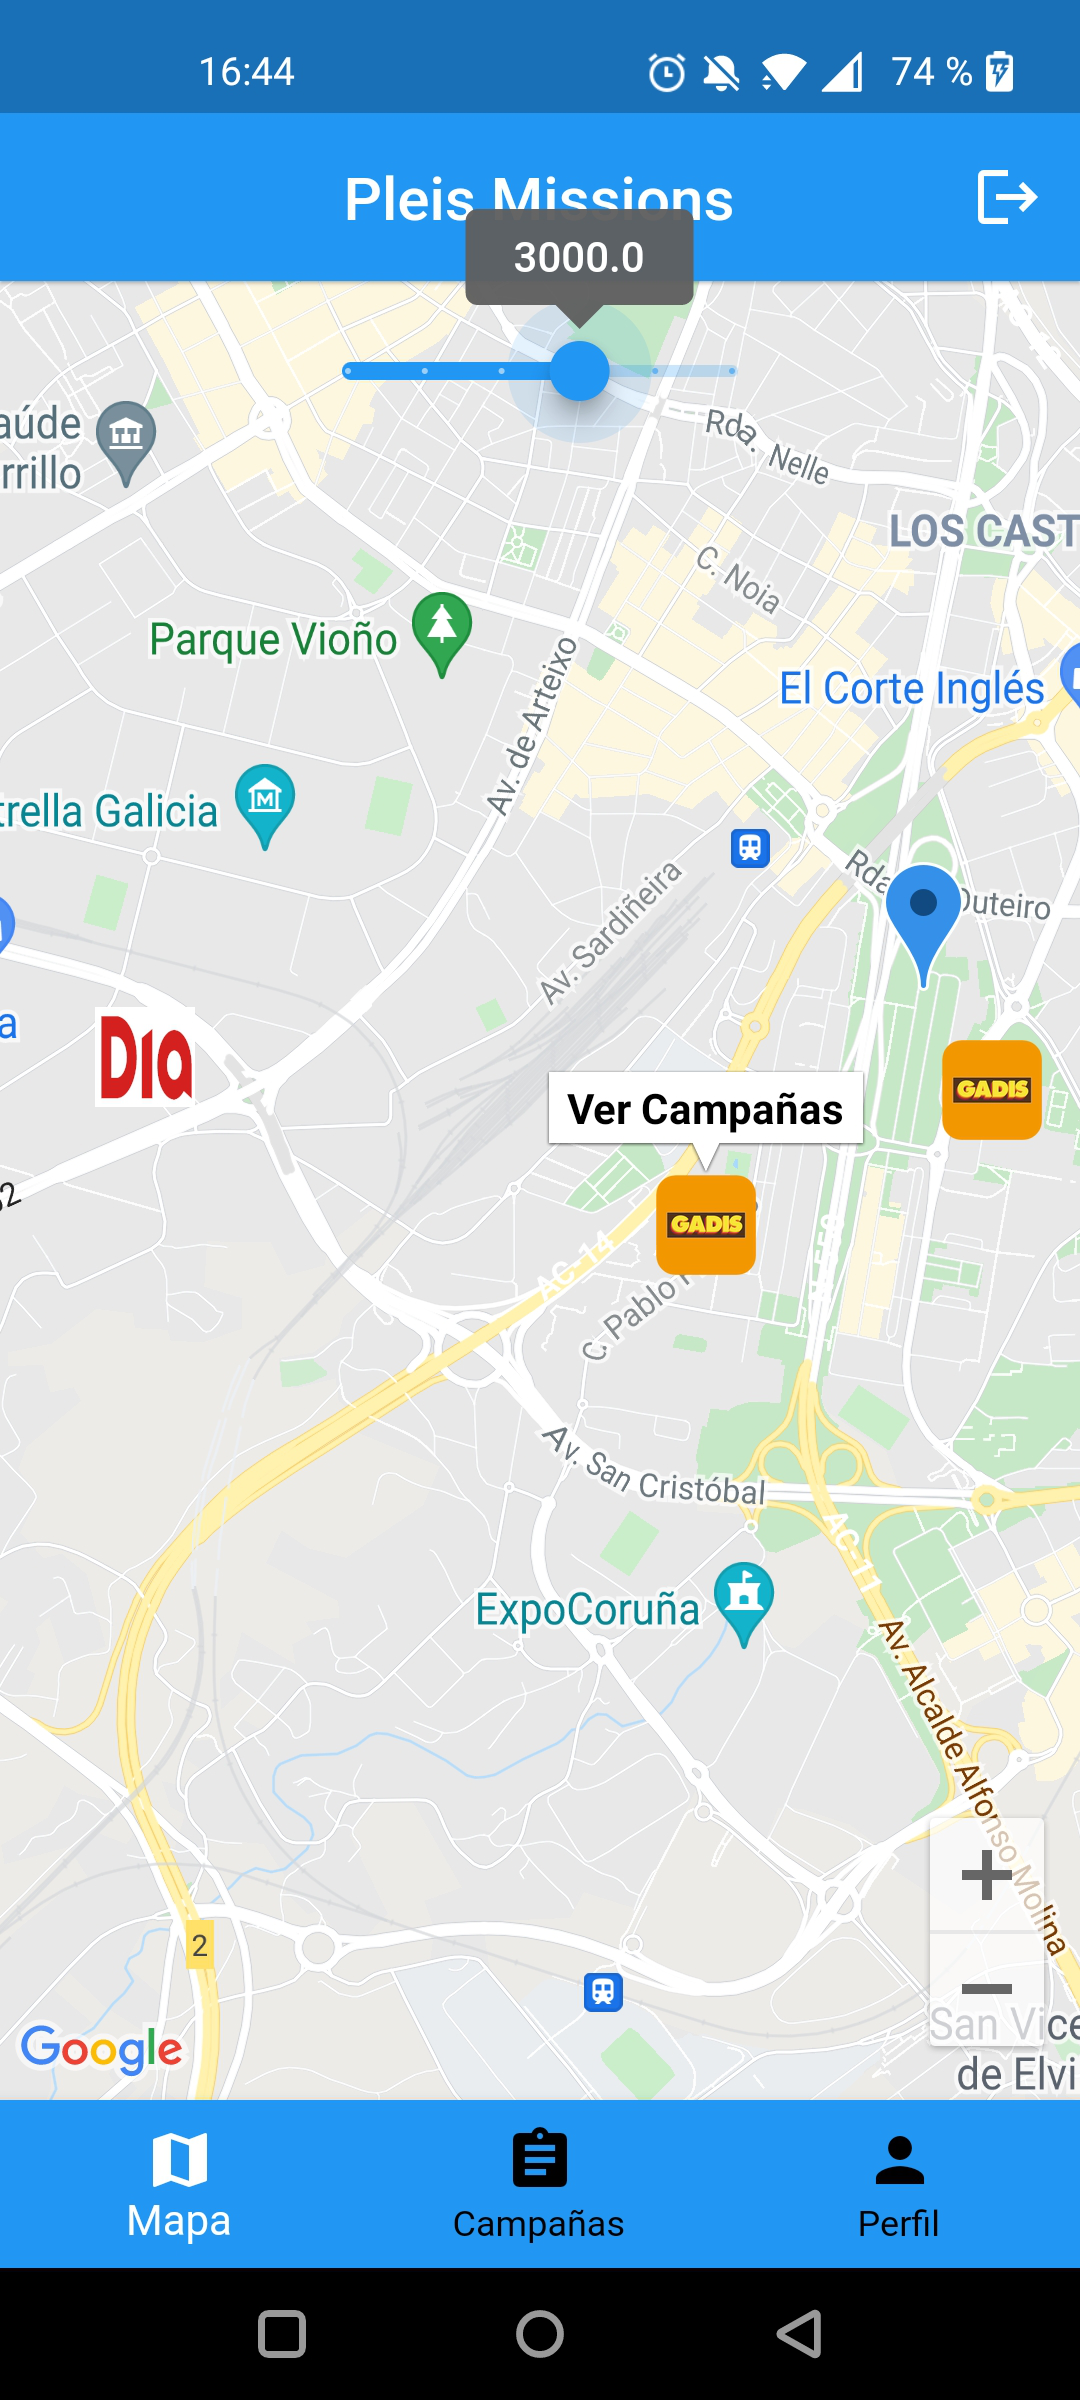 16:44
74 %
Pleis Missions
3000.0
Rda. Nelle
aúde
rrillo
LOS CAST
C. Noia
Parque Vioño
El Corte Inglés
Av. de Arteixo
trella Galicia
Rda
Outeiro
Av. Sardiñeira
a
Dia
GADIS
Ver Campañas
GADIS
AC-14
C. Pablo
Av. San Cristóbal
AC-11
ExpoCoruña
Av. Alcalde Alfonso Molina
2
San Vice
de Elvi
Google
Mapa
Campañas
Perfil